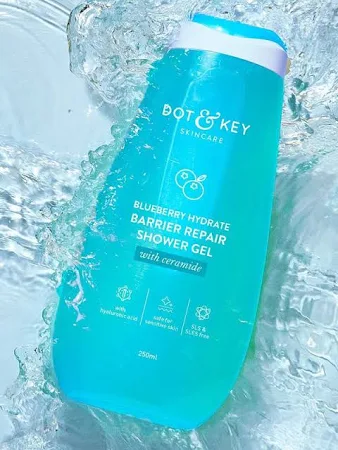 DOT & KEY
SKINCARE
BLUEBERRY HYDRATE
BARRIER REPAIR
SHOWER GEL
with ceramide
with
hyaluronic acid
safe for
sensitive skin
SLS &
SLES free
250ml